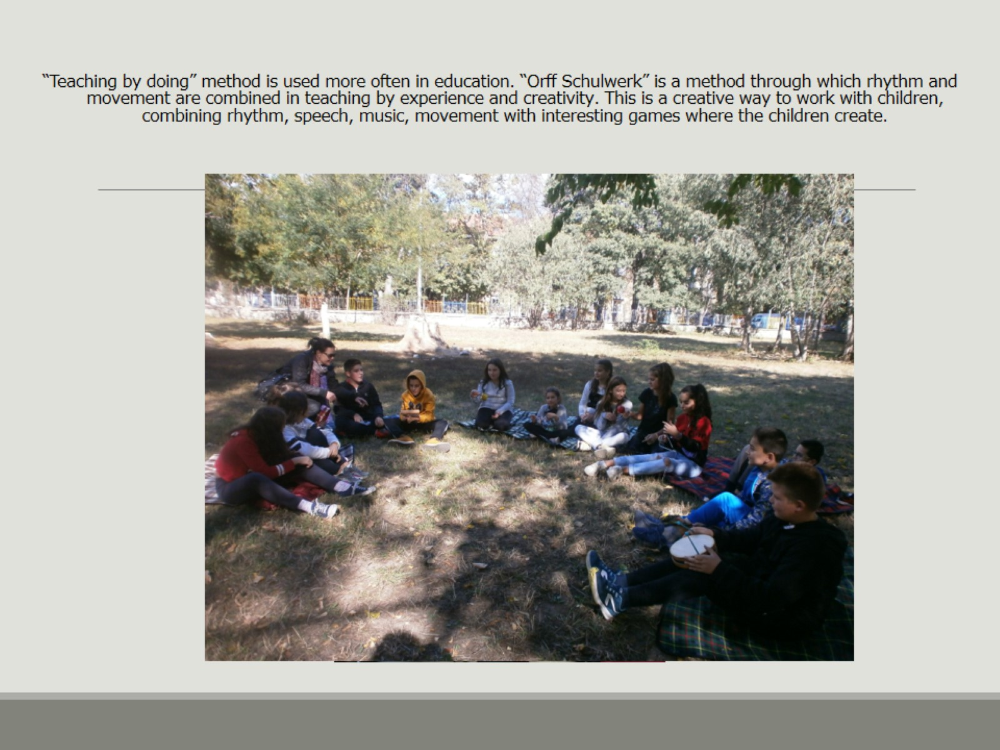 “Teaching by doing” method is used more often in education. “Orff Schulwerk” is a method through which rhythm and
movement are combined in teaching by experience and creativity. This is a creative way to work with children,
combining rhythm, speech, music, movement with interesting games where the children create.